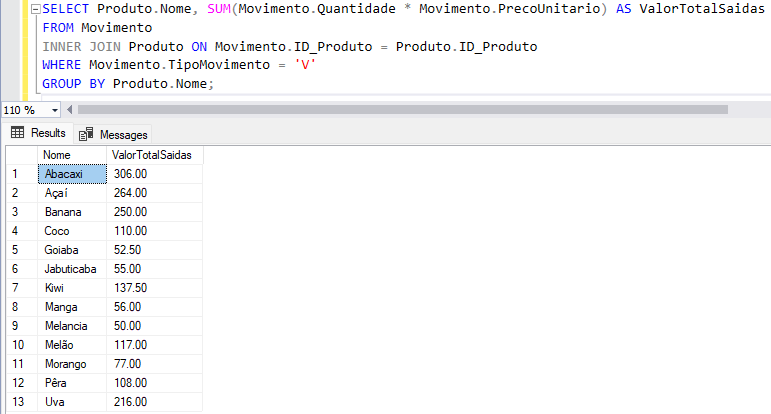 SELECT Produto.Nome, SUM(Movimento.Quantidade * Movimento.PrecoUnitario) AS ValorTotalSaidas
FROM Movimento
INNER JOIN Produto ON Movimento.ID_Produto = Produto.ID_Produto
WHERE Movimento.TipoMovimento = 'V'
GROUP BY Produto.Nome;
110 %
Results Messages
Nome ValorTotalSaidas
1 Abacaxi 306.00
2 Açaí 264.00
3 Banana 250.00
4 Coco 110.00
5 Goiaba 52.50
6 Jabuticaba 55.00
7 Kiwi 137.50
8 Manga 56.00
9 Melancia 50.00
10 Melão 117.00
11 Morango 77.00
12 Pêra 108.00
13 Uva 216.00